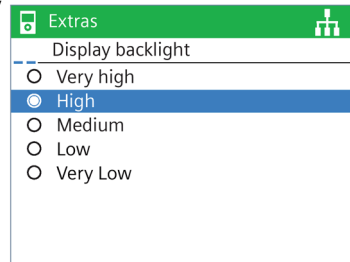 Extras
Display backlight
Very high
High
Medium
Low
Very Low